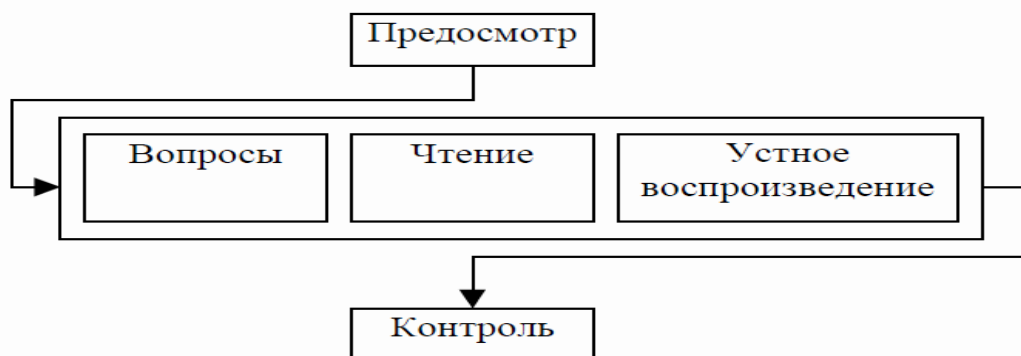 Предосмотр
Вопросы
Чтение
Устное
воспроизведение
Контроль